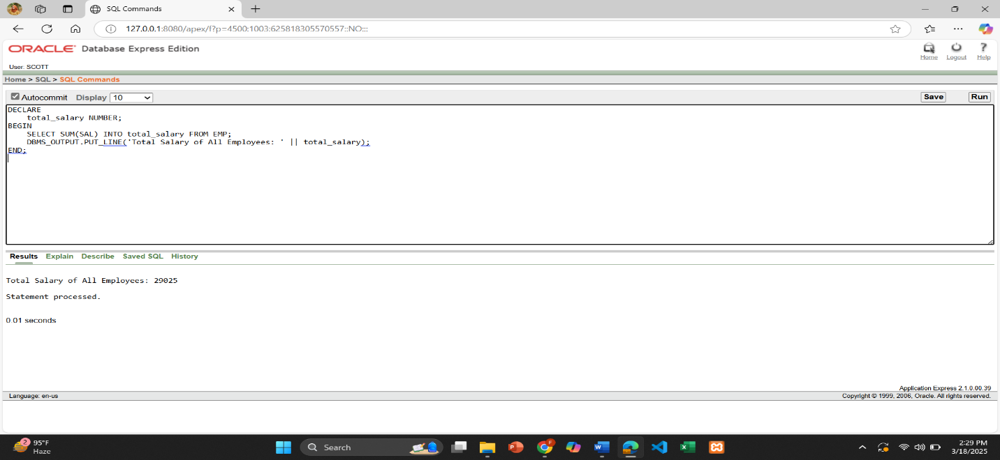 SQL Commands
127.0.0.1:8080/apex/f?p=4500:1003:625818305570557::NO:::
ORACLE® Database Express Edition
Home Logout Help
User: SCOTT
Home > SQL > SQL Commands
Autocommit Display 10 Save Run
DECLARE
total_salary NUMBER;
BEGIN
SELECT SUM(SAL) INTO total_salary FROM EMP;
DBMS_OUTPUT.PUT_LINE('Total Salary of All Employees: ' || total_salary);
END;
Results Explain Describe Saved SQL History
Total Salary of All Employees: 29025
Statement processed.
0.01 seconds
Application Express 2.1.0.00.39
Language: en-us Copyright © 1999, 2006, Oracle. All rights reserved.
2 95°F
Haze
Search
F
P
W
X
2:29 PM
3/18/2025